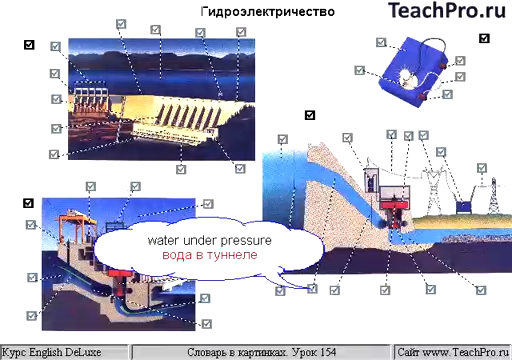 Гидроэлектричество
TeachPro.ru
water under pressure
вода в туннеле
Курс English DeLuxe
Словарь в картинках. Урок 154
Сайт www.TeachPro.ru